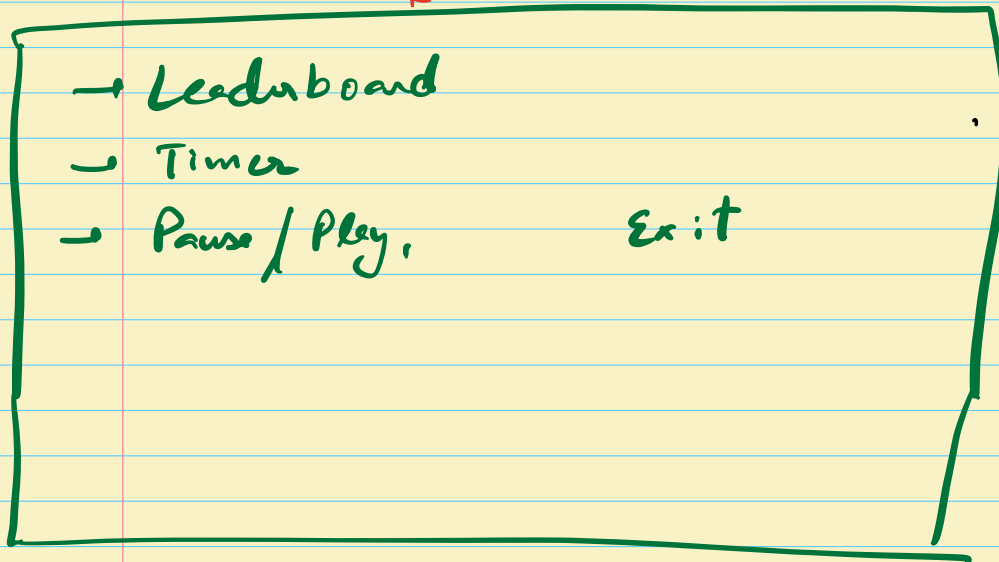 → Leaderboard
→ Timer
→ Pause/Play, Exit